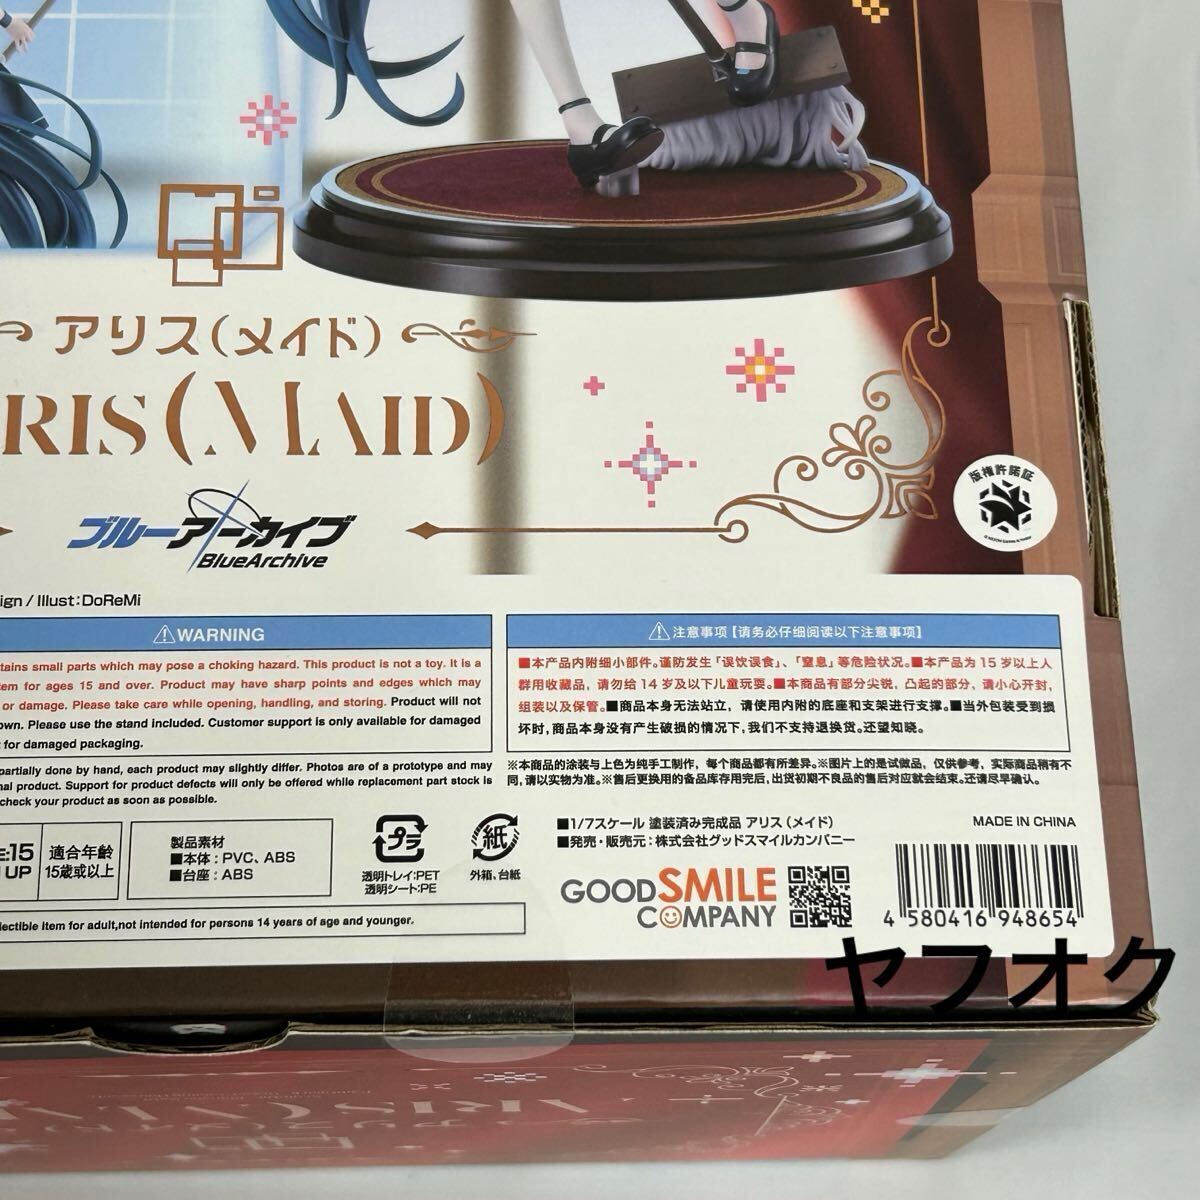 アリス(メイド)
RIS(MAID)
版権許諾証
ブルーアーカイブ
BlueArchive
ign / Illust:DoReMi
⚠WARNING
tains small parts which may pose a choking hazard. This product is not a toy. It is a
tem for ages 15 and over. Product may have sharp points and edges which may
or damage. Please take care while opening, handling, and storing. Product will not
own. Please use the stand included. Customer support is only available for damaged
t for damaged packaging.
partially done by hand, each product may slightly differ. Photos are of a prototype and may
nal product. Support for product defects will only be offered while replacement part stock is
check your product as soon as possible.
⚠注意事项【请务必仔细阅读以下注意事项】
■本产品内附细小部件。谨防发生「误饮误食」、「窒息」等危险状况。■本产品为 15 岁以上人
群用收藏品，请勿给 14 岁及以下儿童玩耍。■本商品有部分尖锐，凸起的部分，请小心开封，
组装以及保管。■商品本身无法站立，请使用内附的底座和支架进行支撑。■当外包装受到损
坏时，商品本身没有产生破损的情况下，我们不支持退换货。还望知晓。
※本商品的涂装与上色为纯手工制作，每个商品都有所差异。※图片上的是试做品，仅供参考，实际商品稍有不
同，请以实物为准。※售后更换用的备品库存用完后，出货初期不良品的售后对应就会结束。还请尽早确认。
E:15
UP
適合年齢
15歳或以上
製品素材
■本体：PVC、ABS
■台座：ABS
プラ
透明トレイ:PET
透明シート:PE
紙
外箱、台紙
■1/7スケール 塗装済み完成品 アリス（メイド）
■発売・販売元：株式会社グッドスマイルカンパニー
MADE IN CHINA
GOOD SMILE
COMPANY
4 580416 948654
lectible item for adult,not intended for persons 14 years of age and younger.
ヤフオク